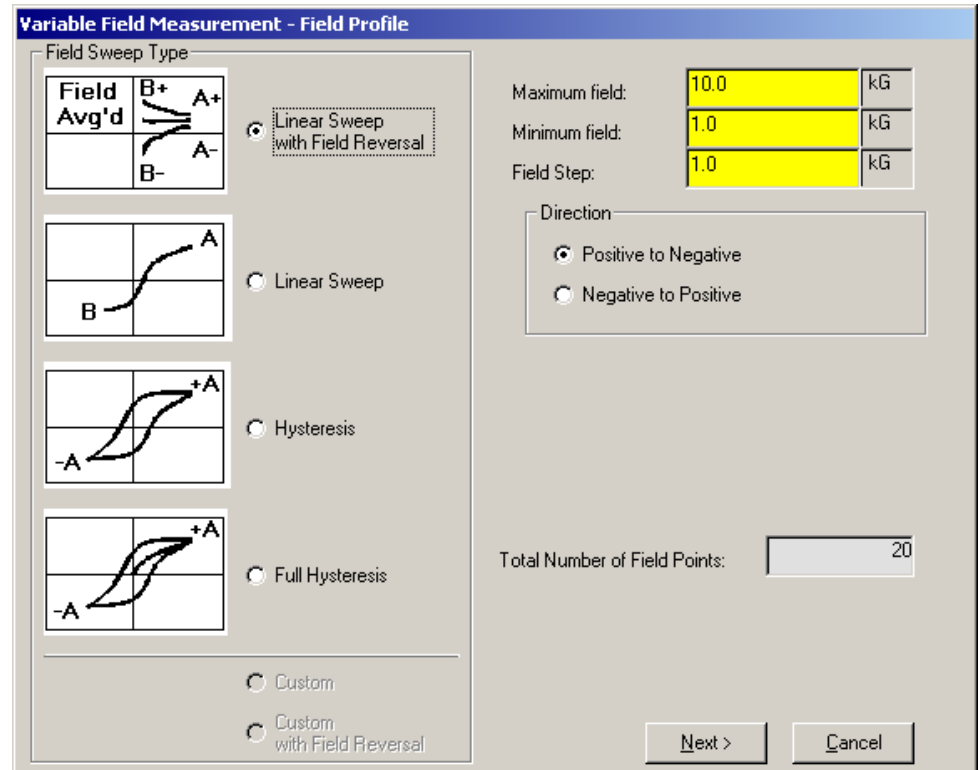 Variable Field Measurement - Field Profile
Field Sweep Type
Field Avg'd
B+
A+
A-
B-
Linear Sweep
with Field Reversal
A
B
Linear Sweep
+A
-A
Hysteresis
+A
-A
Full Hysteresis
Custom
Custom
with Field Reversal
Maximum field: 10.0 kG
Minimum field: 1.0 kG
Field Step: 1.0 kG
Direction
Positive to Negative
Negative to Positive
Total Number of Field Points: 20
Next >
Cancel